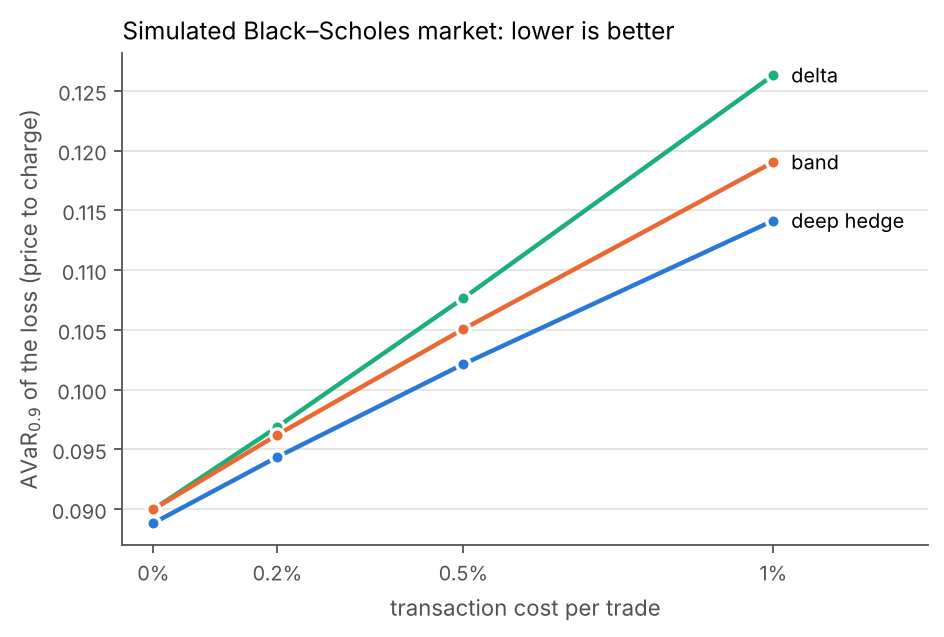 Simulated Black–Scholes market: lower is better
AVaR0.9 of the loss (price to charge)
0.125
0.120
0.115
0.110
0.105
0.100
0.095
0.090
delta
band
deep hedge
0%
0.2%
0.5%
1%
transaction cost per trade